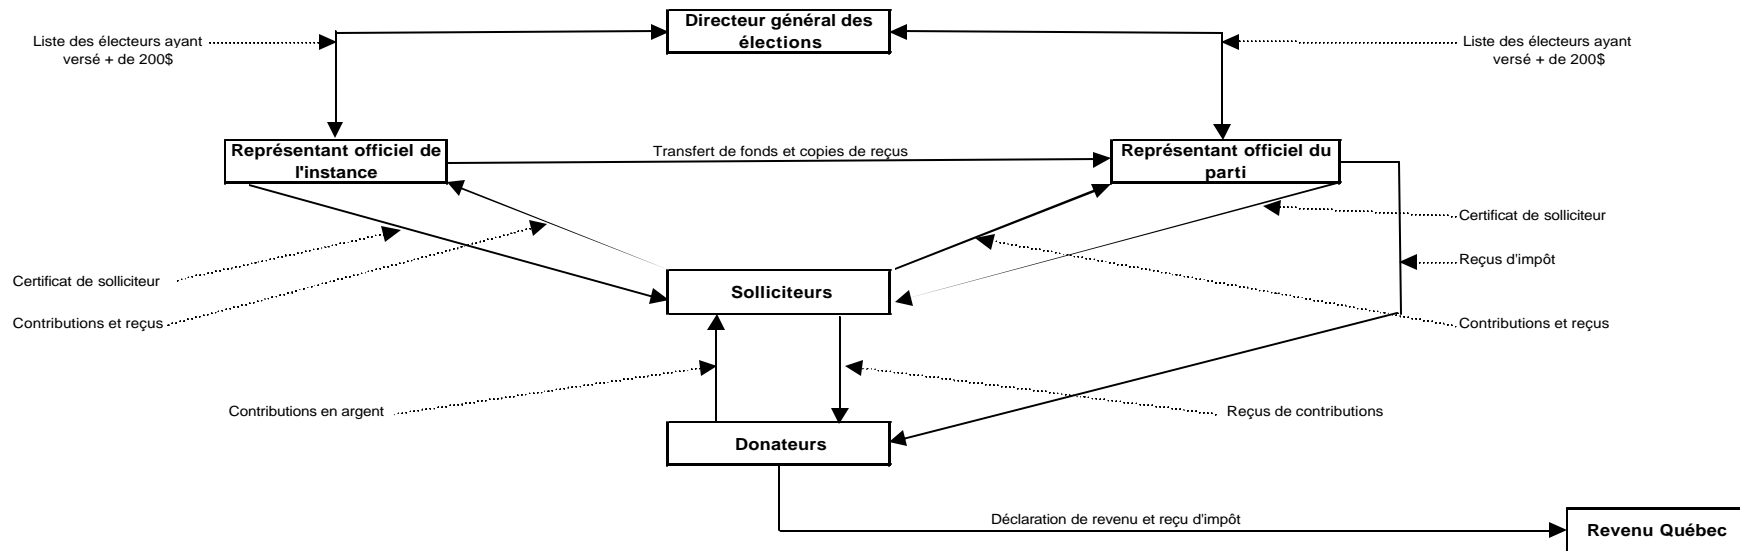 Directeur général des
élections
Liste des électeurs ayant
versé + de 200$
Liste des électeurs ayant
versé + de 200$
Représentant officiel de
l'instance
Transfert de fonds et copies de reçus
Représentant officiel du
parti
Certificat de solliciteur
Reçus d'impôt
Certificat de solliciteur
Solliciteurs
Contributions et reçus
Contributions et reçus
Contributions en argent
Reçus de contributions
Donateurs
Déclaration de revenu et reçu d'impôt
Revenu Québec